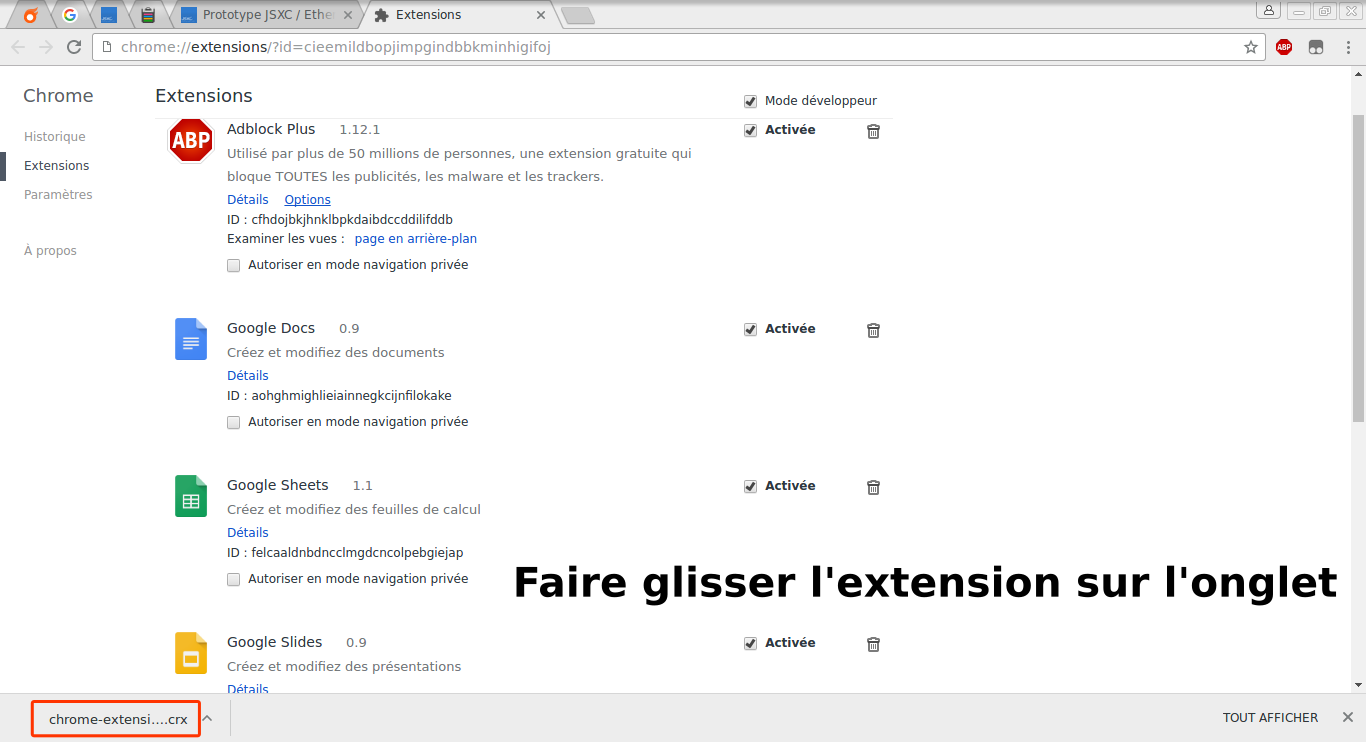 Prototype JSXC / Ethe
Extensions
chrome://extensions/?id=cieemildbopjimpgindbbkminhigifoj
ABP
Chrome
Extensions
Mode développeur
Historique
Extensions
Paramètres
À propos
ABP
Adblock Plus 1.12.1
Activée
Utilisé par plus de 50 millions de personnes, une extension gratuite qui
bloque TOUTES les publicités, les malware et les trackers.
Détails Options
ID : cfhdojbkjhnklbpkdaibdccddilifddb
Examiner les vues : page en arrière-plan
Autoriser en mode navigation privée
Google Docs 0.9
Activée
Créez et modifiez des documents
Détails
ID : aohghmighlieiainnegkcijnfilokake
Autoriser en mode navigation privée
Google Sheets 1.1
Activée
Créez et modifiez des feuilles de calcul
Détails
ID : felcaaldnbdncclmgdcncolpebgiejap
Autoriser en mode navigation privée
Faire glisser l'extension sur l'onglet
Google Slides 0.9
Activée
Créez et modifiez des présentations
Détails
chrome-extensi....crx
TOUT AFFICHER